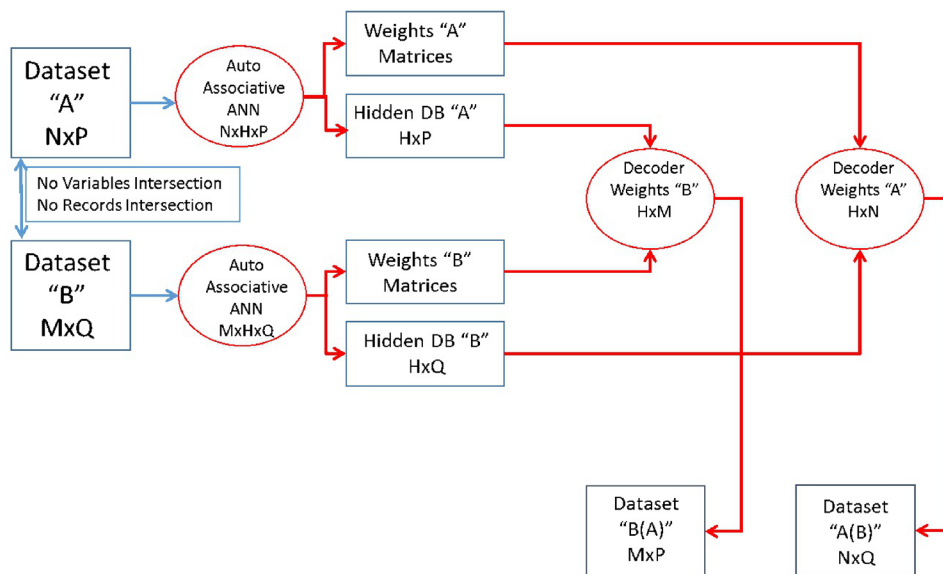 Dataset
“A”
NxP
Auto
Associative
ANN
NxHxP
Weights “A”
Matrices
Hidden DB “A”
HxP
No Variables Intersection
No Records Intersection
Decoder
Weights “B”
HxM
Decoder
Weights “A”
HxN
Dataset
“B”
MxQ
Auto
Associative
ANN
MxHxQ
Weights “B”
Matrices
Hidden DB “B”
HxQ
Dataset
“B(A)”
MxP
Dataset
“A(B)”
NxQ